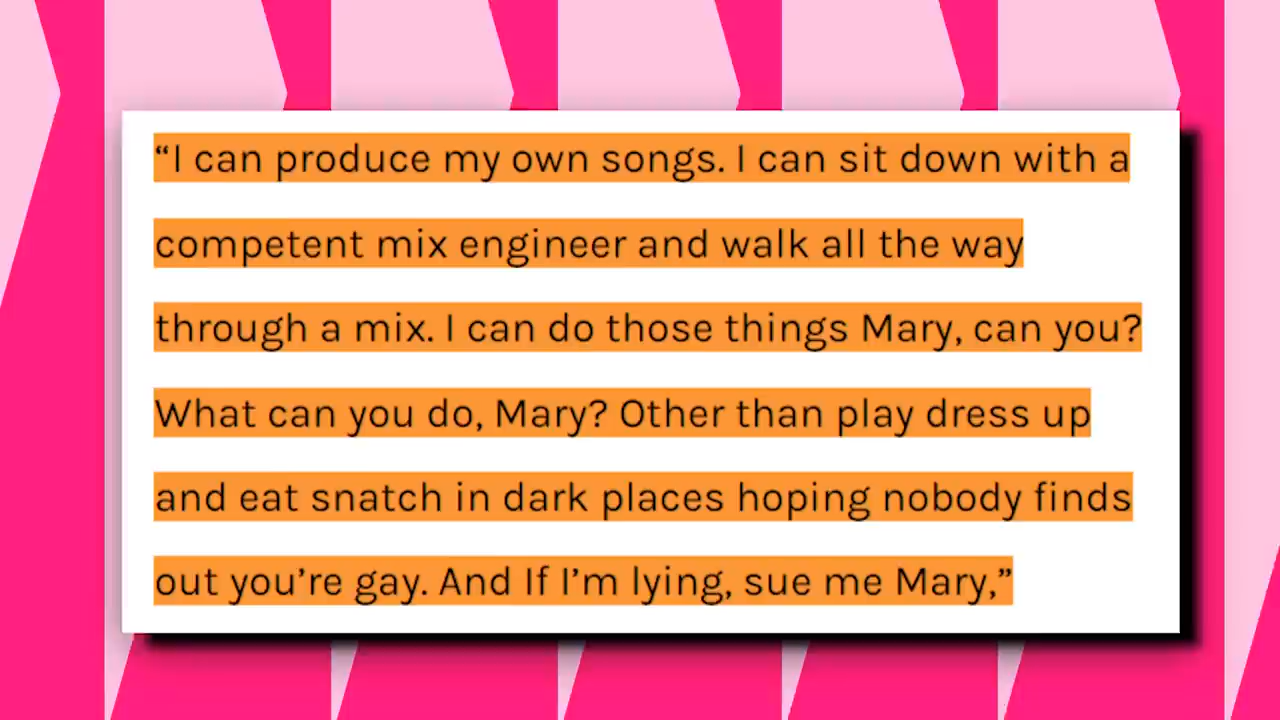 “I can produce my own songs. I can sit down with a
competent mix engineer and walk all the way
through a mix. I can do those things Mary, can you?
What can you do, Mary? Other than play dress up
and eat snatch in dark places hoping nobody finds
out you’re gay. And If I’m lying, sue me Mary,”